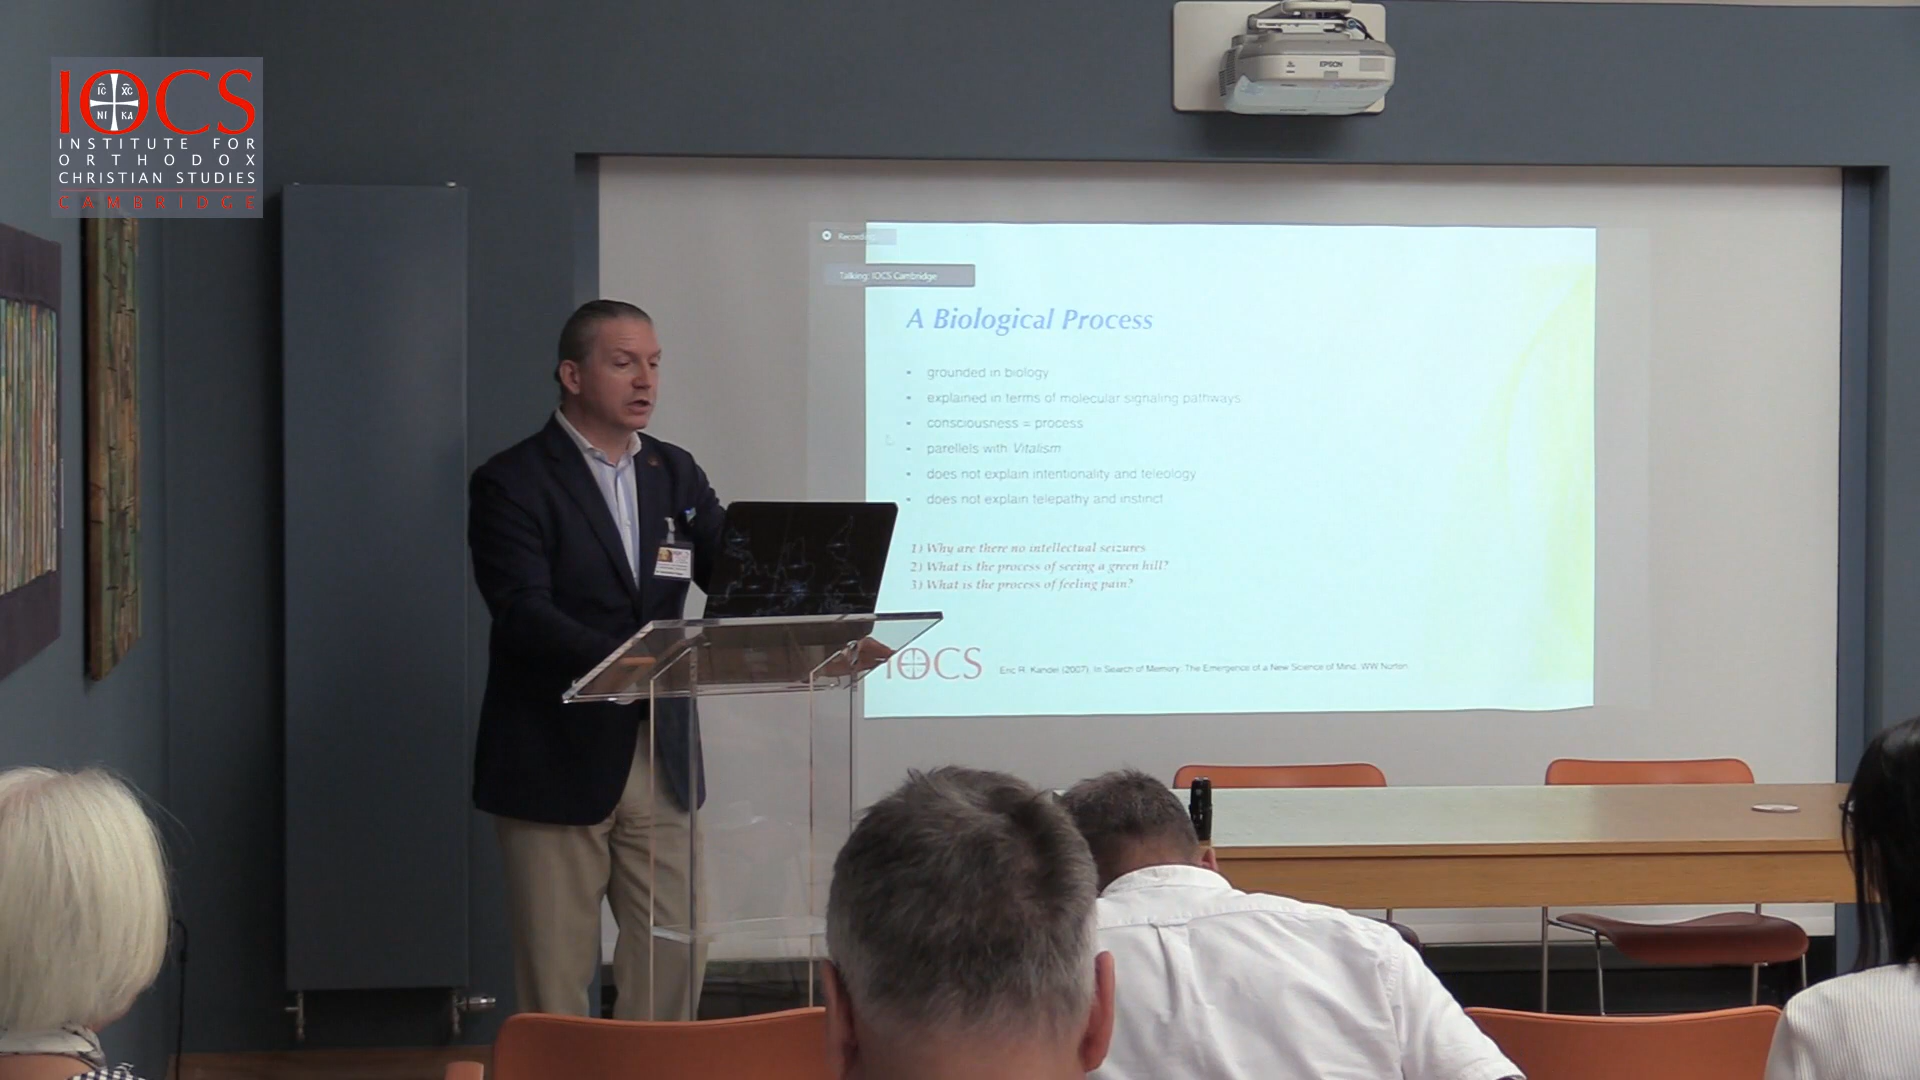 IOCS
IC XC
NI KA
INSTITUTE FOR
ORTHODOX
CHRISTIAN STUDIES
CAMBRIDGE
EPSON
Recording
Talking: IOCS Cambridge
A Biological Process
▪ grounded in biology
▪ explained in terms of molecular signaling pathways
▪ consciousness = process
▪ parellels with Vitalism
▪ does not explain intentionality and teleology
▪ does not explain telepathy and instinct
1) Why are there no intellectual seizures
2) What is the process of seeing a green hill?
3) What is the process of feeling pain?
IOCS
Eric R. Kandel (2007). In Search of Memory: The Emergence of a New Science of Mind. WW Norton.